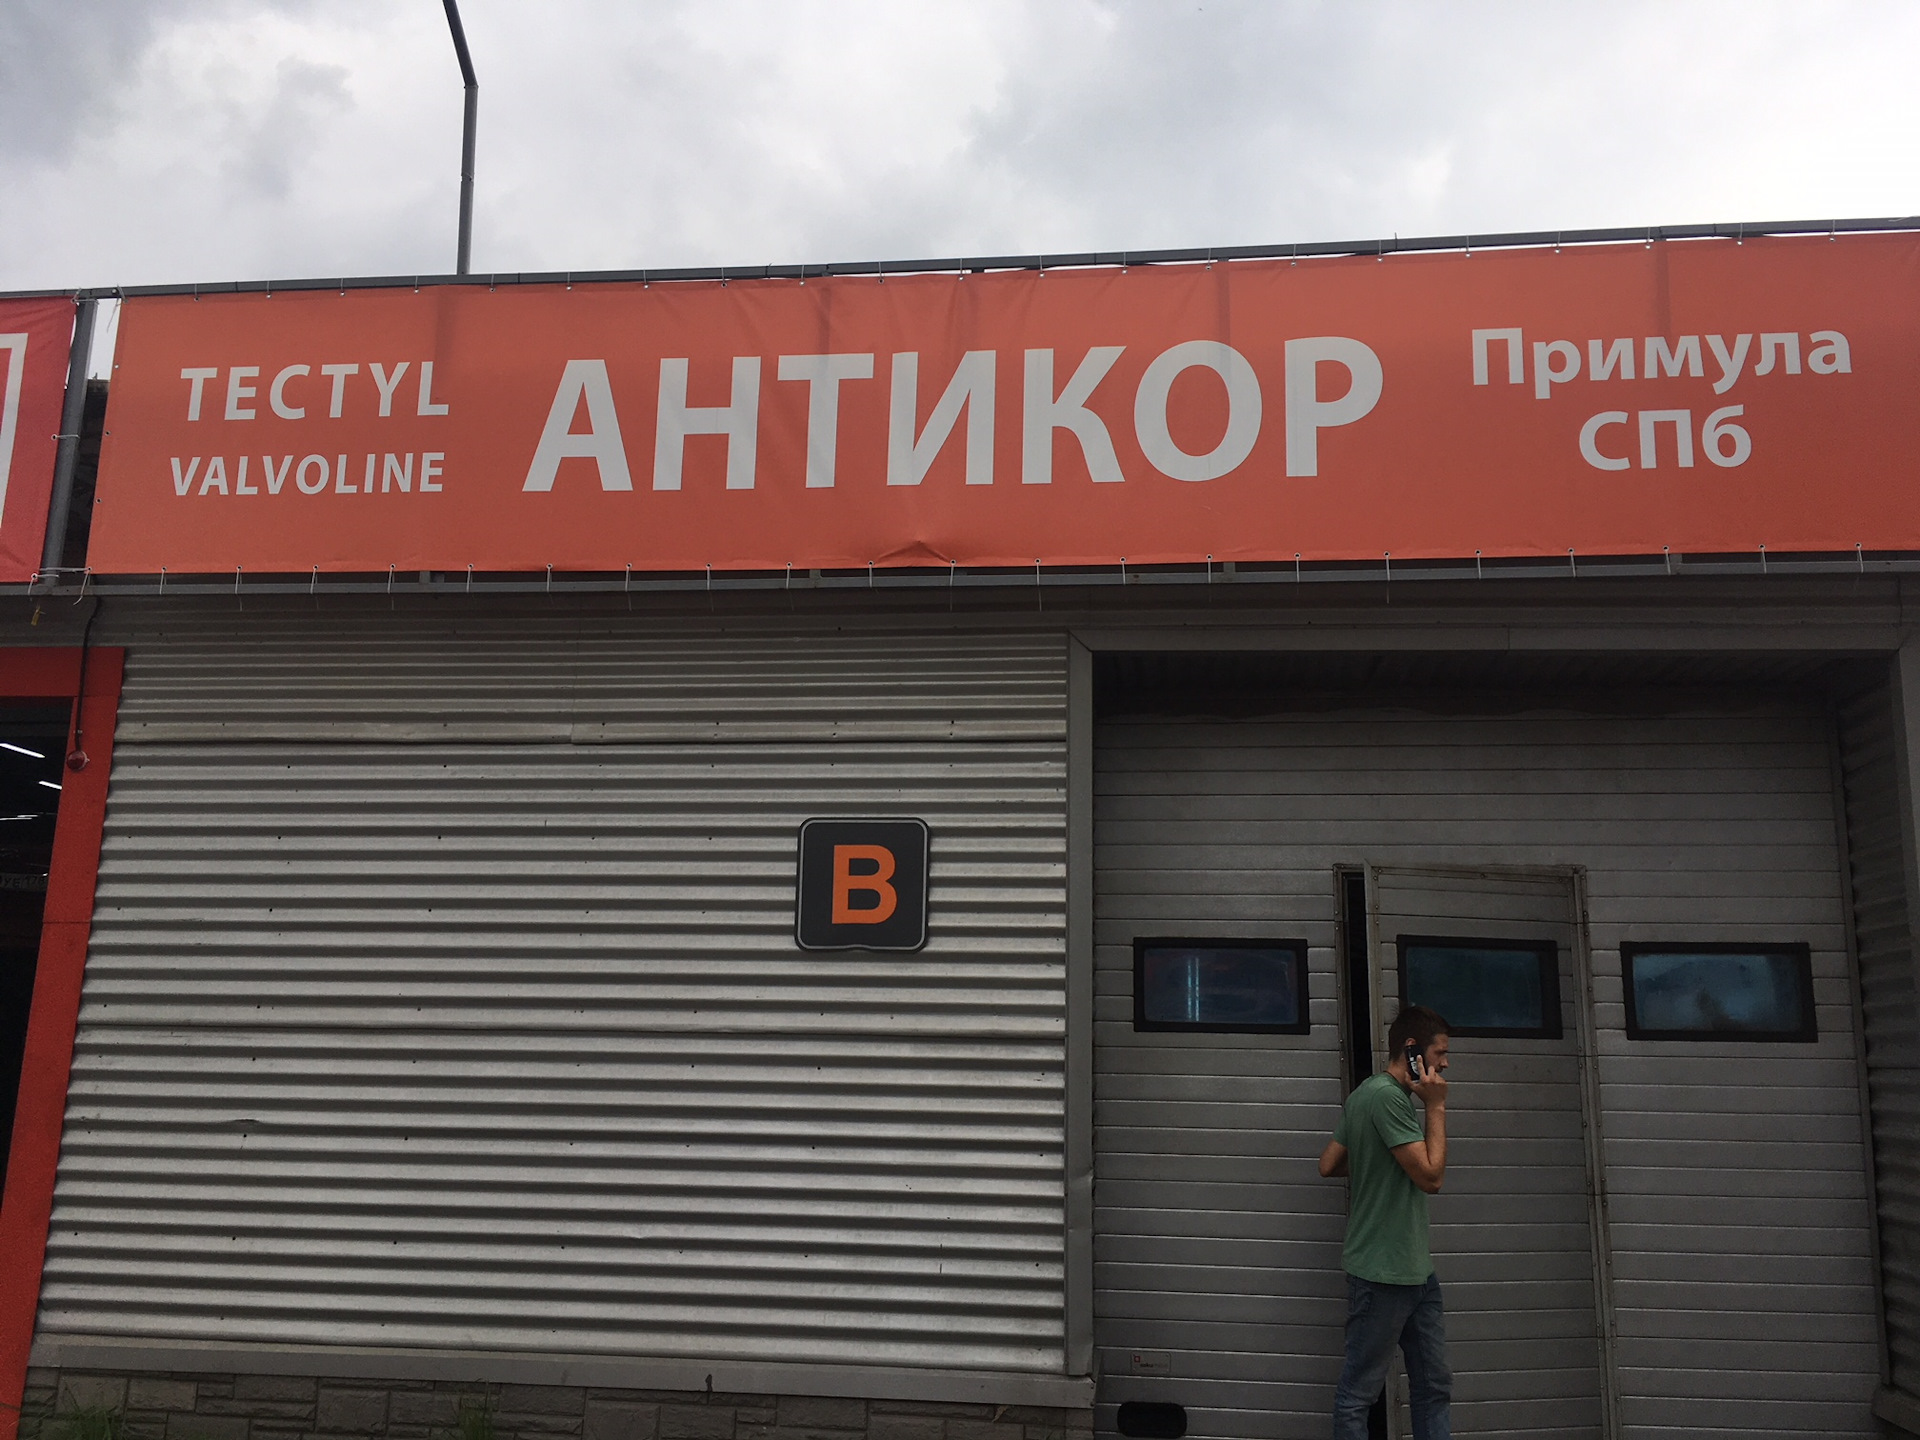 TECTYL
VALVOLINE
АНТИКОР
Примула
СПб
В